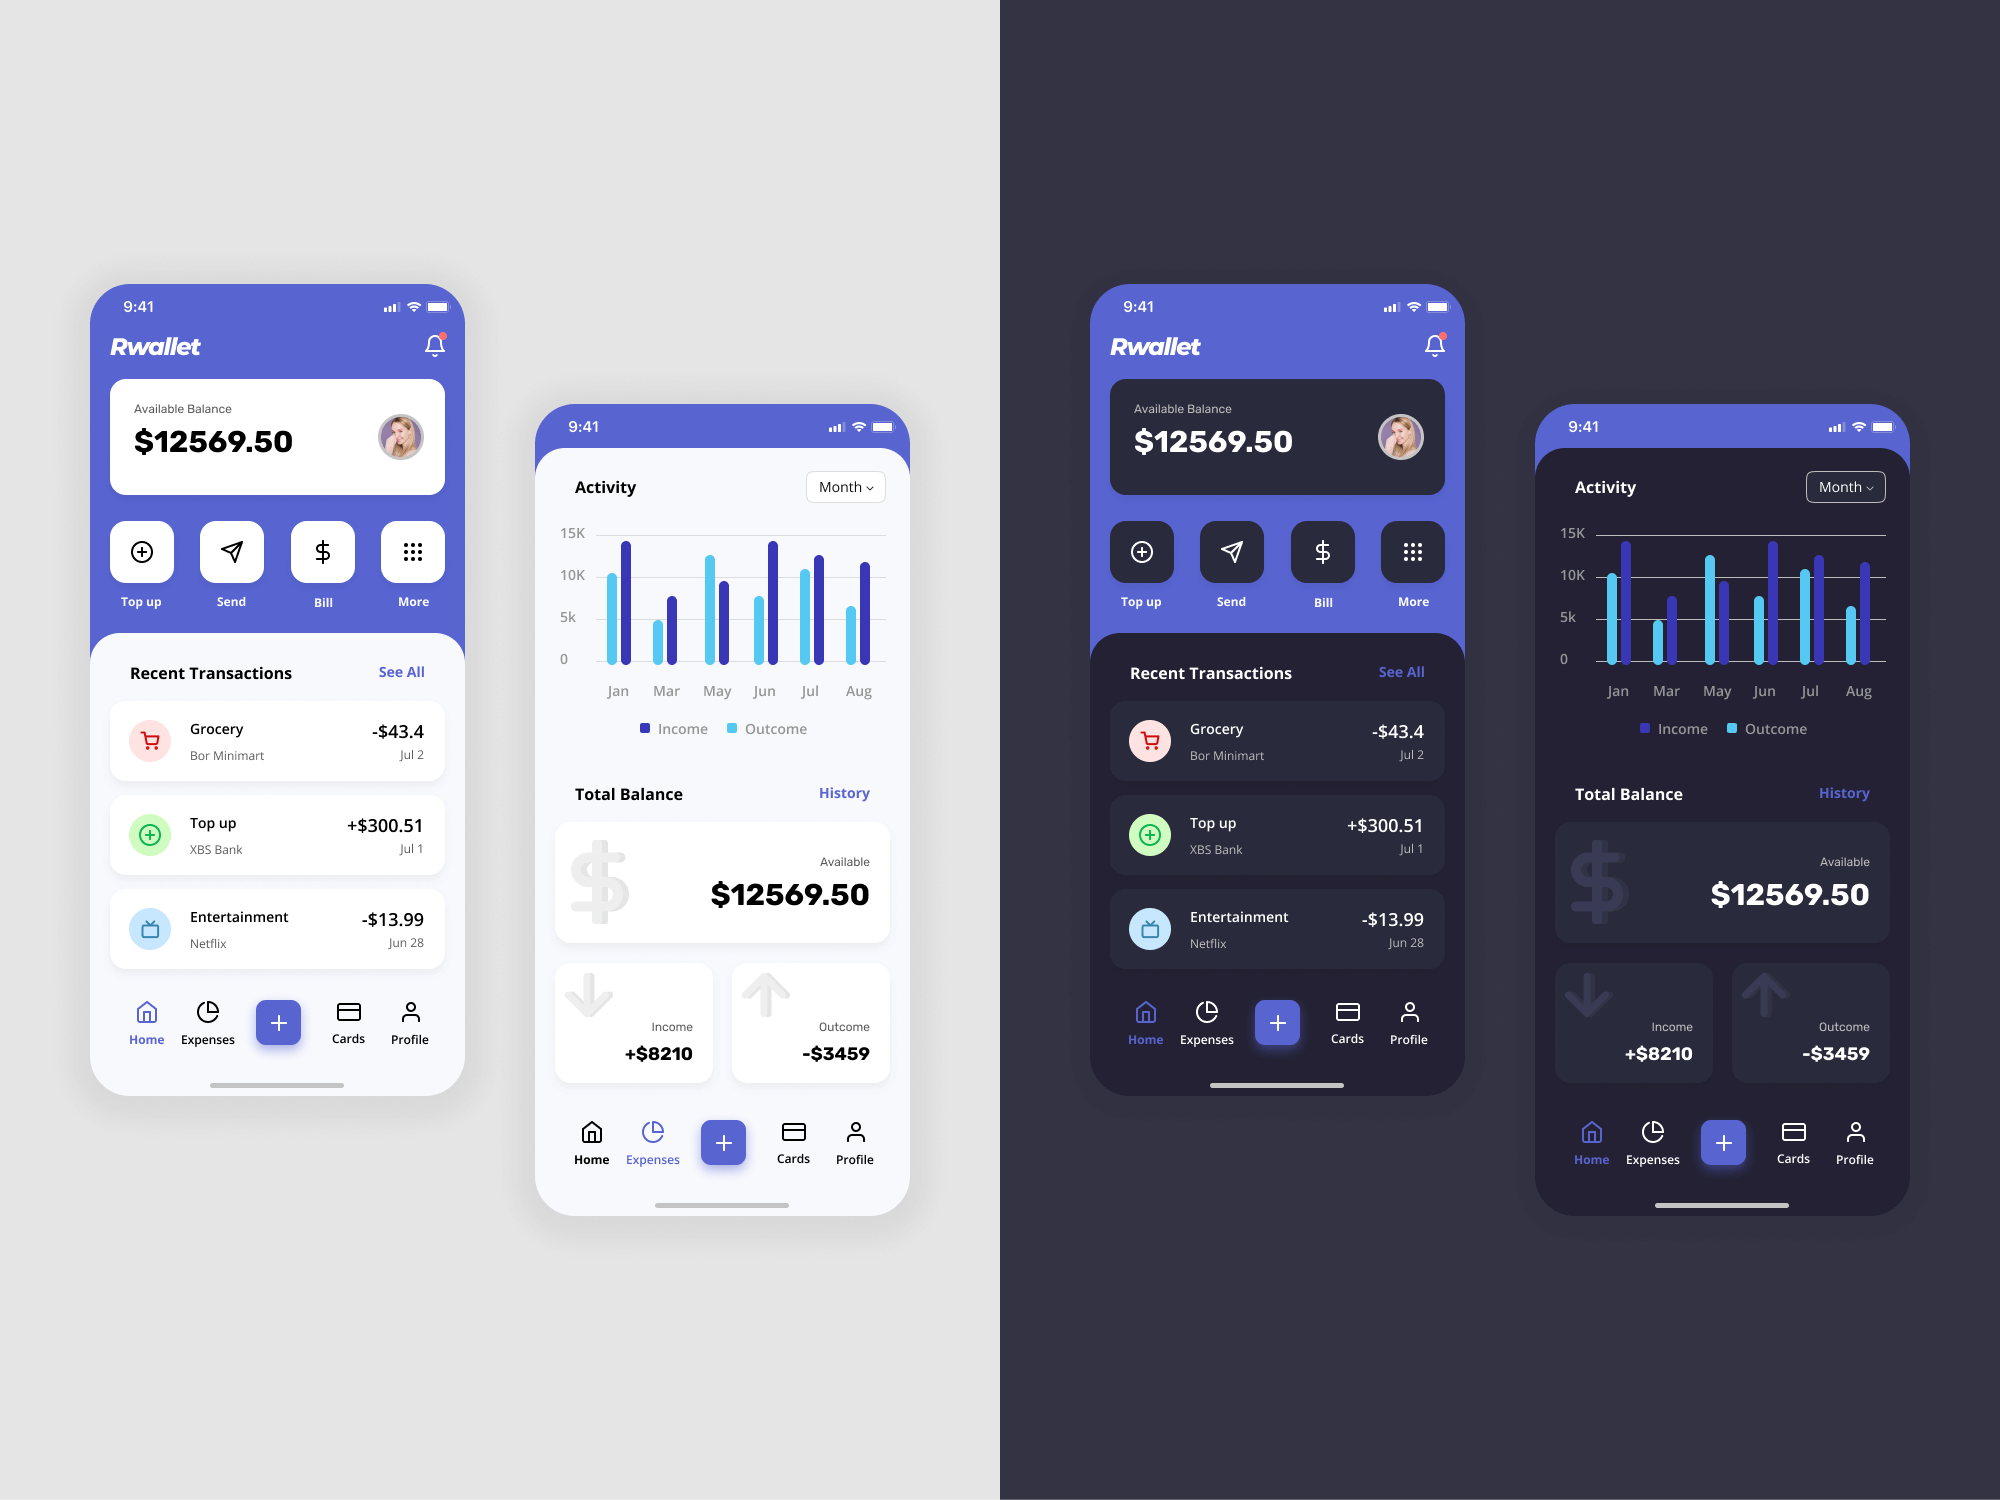 9:41
Rwallet
Available Balance
$12569.50
Top up Send Bill More
Recent Transactions See All
Grocery -$43.4
Bor Minimart Jul 2
Top up +$300.51
XBS Bank Jul 1
Entertainment -$13.99
Netflix Jun 28
Home Expenses Cards Profile
9:41
Activity Month
15K
10K
5k
0
Jan Mar May Jun Jul Aug
Income Outcome
Total Balance History
$ Available
$12569.50
Income Outcome
+$8210 -$3459
Home Expenses Cards Profile
9:41
Rwallet
Available Balance
$12569.50
Top up Send Bill More
Recent Transactions See All
Grocery -$43.4
Bor Minimart Jul 2
Top up +$300.51
XBS Bank Jul 1
Entertainment -$13.99
Netflix Jun 28
Home Expenses Cards Profile
9:41
Activity Month
15K
10K
5k
0
Jan Mar May Jun Jul Aug
Income Outcome
Total Balance History
$ Available
$12569.50
Income Outcome
+$8210 -$3459
Home Expenses Cards Profile